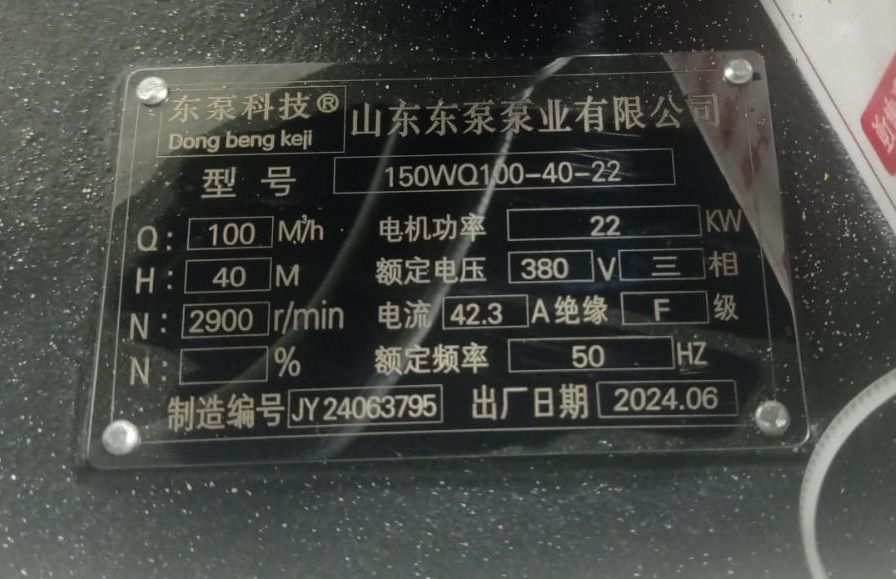 东泵科技® 山东东泵泵业有限公司
Dong beng keji
型号 150WQ100-40-22
Q: 100 M³/h 电机功率 22 KW
H: 40 M 额定电压 380 V 三 相
N: 2900 r/min 电流 42.3 A 绝缘 F 级
N: % 额定频率 50 HZ
制造编号 JY24063795 出厂日期 2024.06